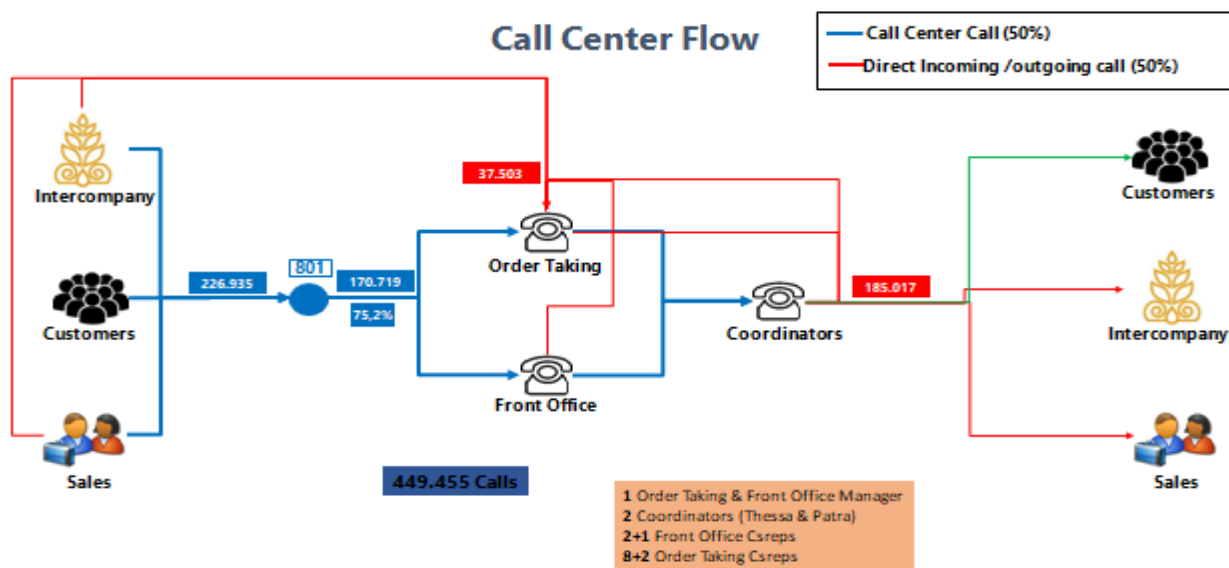 Call Center Flow
Call Center Call (50%)
Direct Incoming /outgoing call (50%)
Intercompany
Customers
Sales
226.935
801
170.719
75,2%
37.503
Order Taking
Front Office
Coordinators
185.017
Customers
Intercompany
Sales
449.455 Calls
1 Order Taking & Front Office Manager
2 Coordinators (Thessa & Patra)
2+1 Front Office Csreps
8+2 Order Taking Csreps